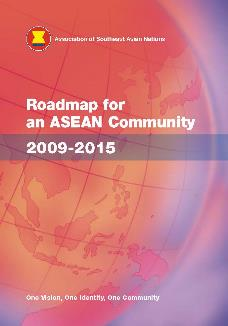 Association of Southeast Asian Nations
Roadmap for
an ASEAN Community
2009-2015
One Vision, One Identity, One Community